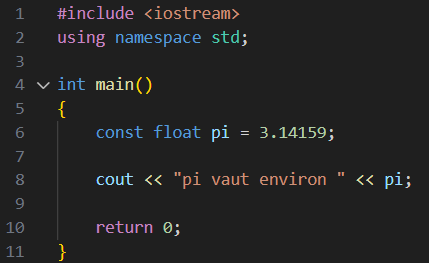 1 #include <iostream>
2 using namespace std;
3
4 int main()
5 {
6 const float pi = 3.14159;
7
8 cout << "pi vaut environ " << pi;
9
10 return 0;
11 }